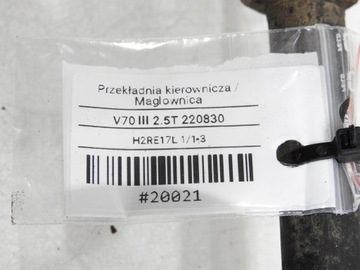 Przekładnia kierownicza /
Maglownica
V70 III 2.5T 220830
H2RE17L 1/1-3
#20021